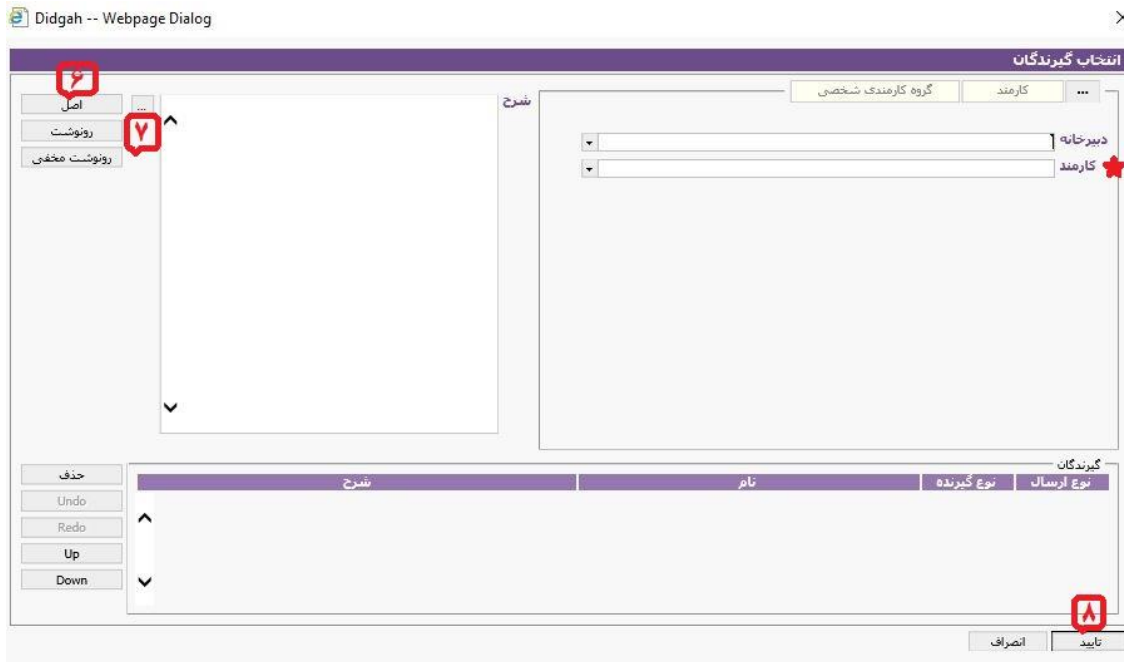 Didgah -- Webpage Dialog
انتخاب گیرندگان
... کارمند گروه کارمندی شخصی
دبیرخانه
کارمند
شرح
...
۶
اصل
۷
رونوشت
رونوشت مخفی
گیرندگان
نوع ارسال نوع گیرنده نام شرح
حذف
Undo
Redo
Up
Down
۸
تایید انصراف